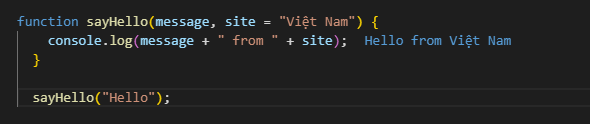 function sayHello(message, site = "Việt Nam") {
console.log(message + " from " + site);  Hello from Việt Nam
}
sayHello("Hello");